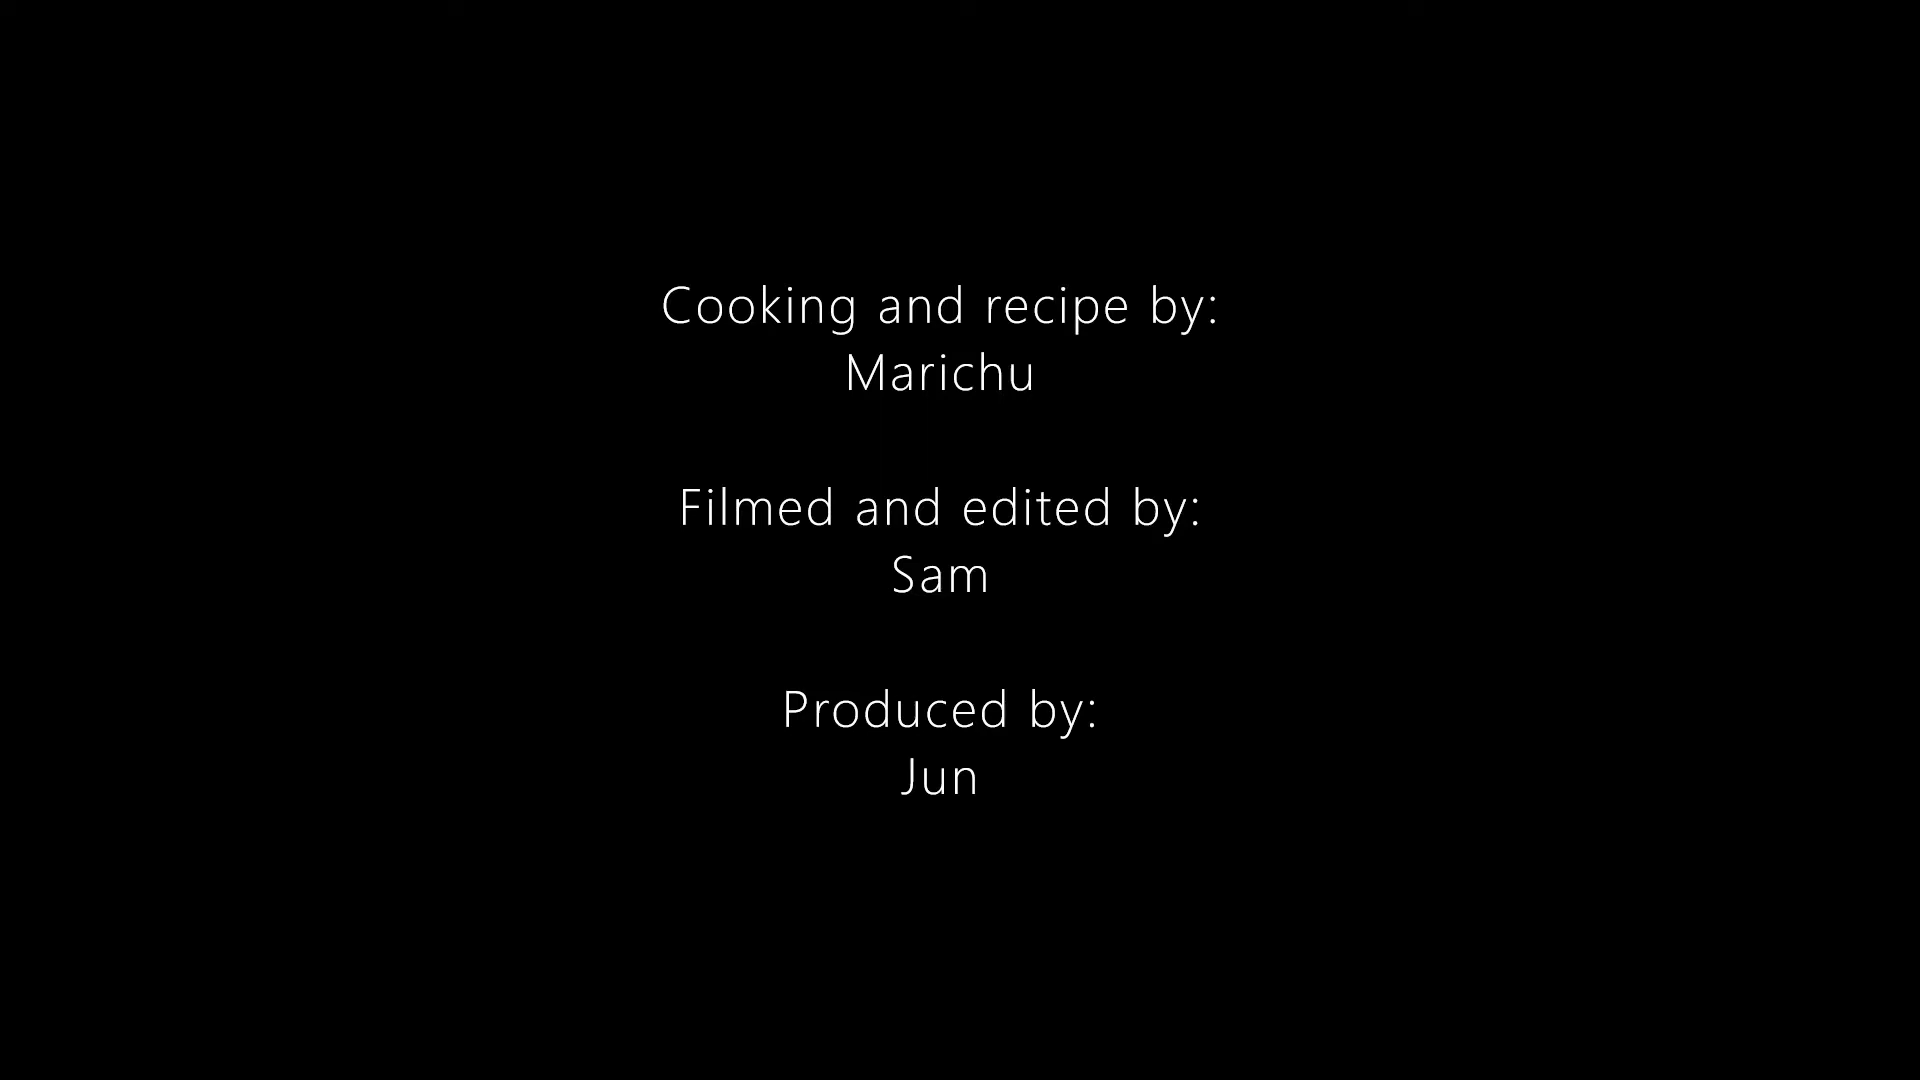 Cooking and recipe by:
Marichu
Filmed and edited by:
Sam
Produced by:
Jun